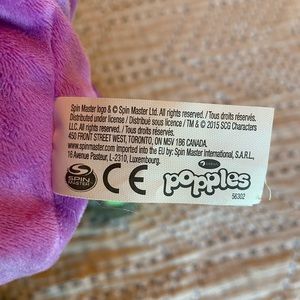 Spin Master logo & © Spin Master Ltd. All rights reserved. / Tous droits réservés.
Distributed under license / Distribué sous licence / TM & © 2015 SCG Characters
LLC. All rights reserved. / Tous droits réservés.
450 FRONT STREET WEST, TORONTO, ON M5V 1B6 CANADA.
www.spinmaster.com Imported into the EU by: Spin Master International, S.A.R.L.,
16 Avenue Pasteur, L-2310, Luxembourg.
SPIN
MASTER
CE
popples
56302